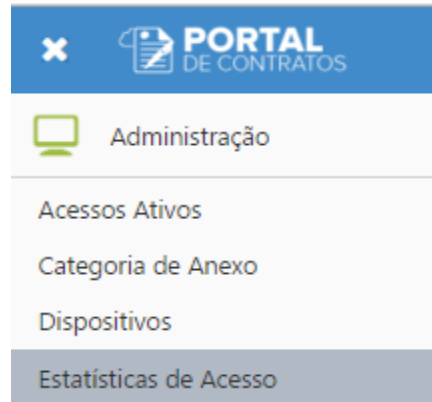 PORTAL
DE CONTRATOS
Administração
Acessos Ativos
Categoria de Anexo
Dispositivos
Estatísticas de Acesso